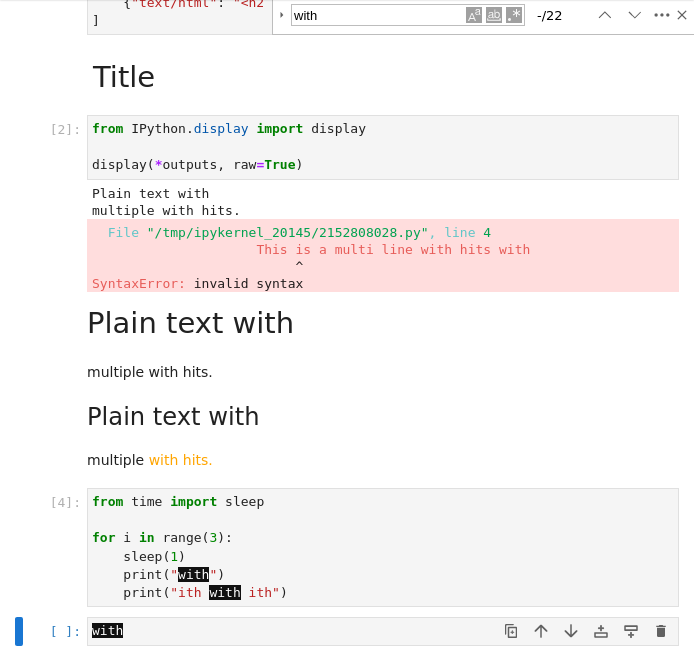 {"text/html": "<h2
]
with
-/22
Title
[2]:
from IPython.display import display
display(*outputs, raw=True)
Plain text with
multiple with hits.
File "/tmp/ipykernel_20145/2152808028.py", line 4
This is a multi line with hits with
^
SyntaxError: invalid syntax
Plain text with
multiple with hits.
Plain text with
multiple with hits.
[4]:
from time import sleep
for i in range(3):
sleep(1)
print("with")
print("ith with ith")
[ ]:
with